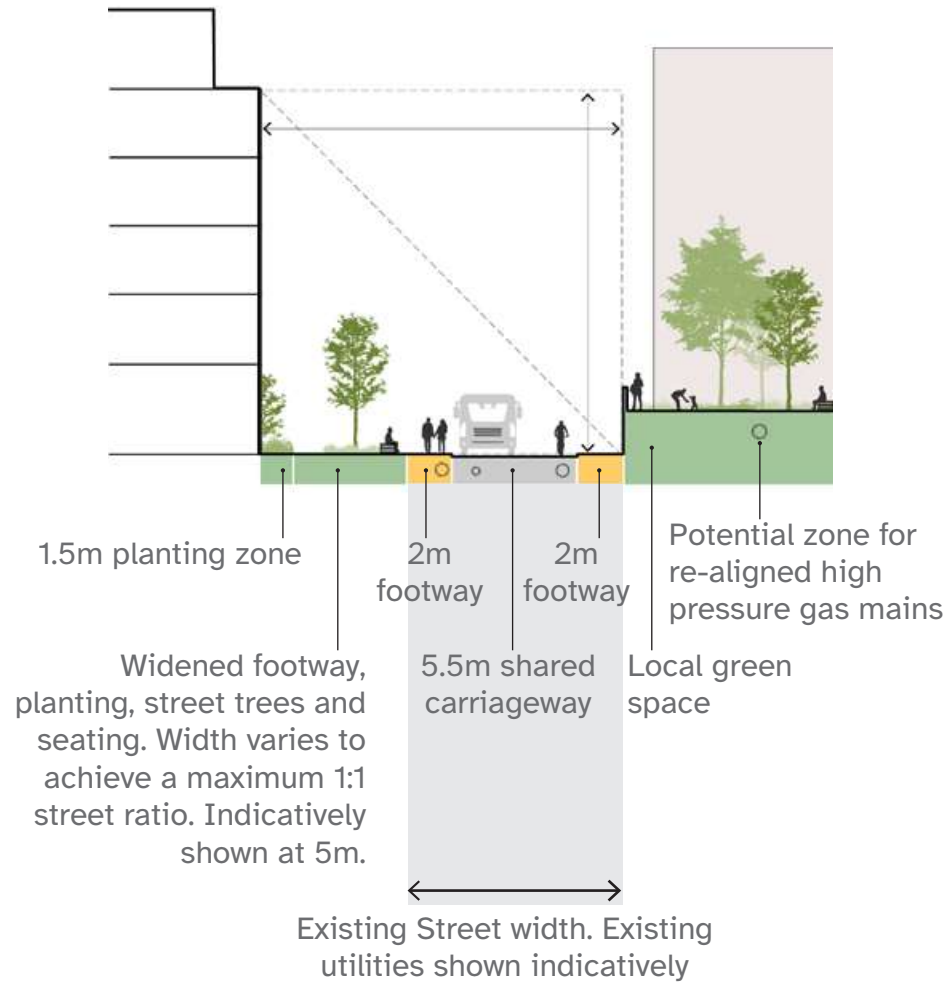 1.5m planting zone
2m
footway
2m
footway
Potential zone for
re-aligned high
pressure gas mains
Widened footway,
planting, street trees and
seating. Width varies to
achieve a maximum 1:1
street ratio. Indicatively
shown at 5m.
5.5m shared
carriageway
Local green
space
Existing Street width. Existing
utilities shown indicatively